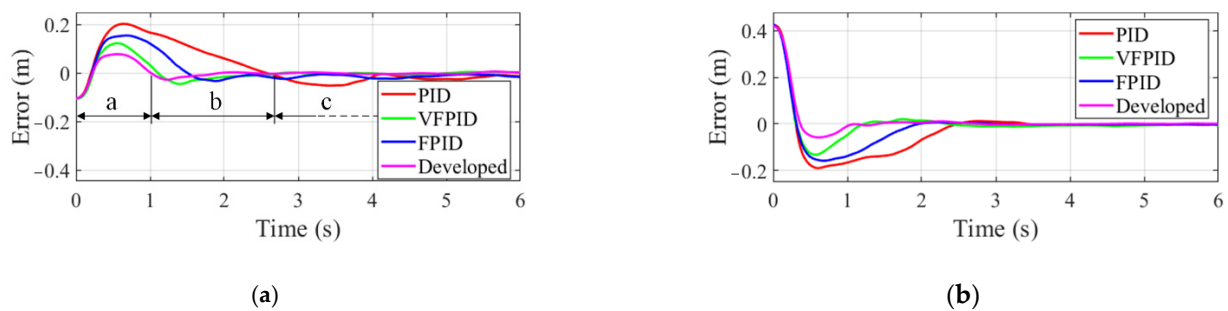 Error (m)
0.2
0
−0.2
−0.4
a
b
c
PID
VFPID
FPID
Developed
0 1 2 3 4 5 6
Time (s)
(a)
Error (m)
0.4
0.2
0
−0.2
PID
VFPID
FPID
Developed
0 1 2 3 4 5 6
Time (s)
(b)